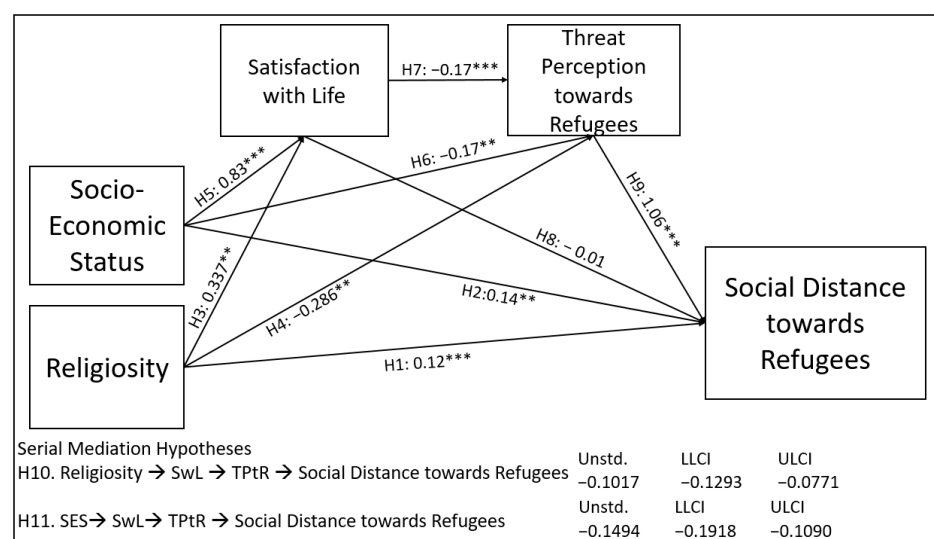 Satisfaction
with Life
H7: −0.17***
Threat
Perception
towards
Refugees
H5: 0.83***
H6: −0.17**
H9: 1.06***
Socio-
Economic
Status
H8: − 0.01
H3: 0.337**
H4: −0.286**
H2:0.14**
Social Distance
towards
Refugees
Religiosity
H1: 0.12***
Serial Mediation Hypotheses
Unstd. LLCI ULCI
H10. Religiosity → SwL → TPtR → Social Distance towards Refugees −0.1017 −0.1293 −0.0771
Unstd. LLCI ULCI
H11. SES→ SwL→ TPtR → Social Distance towards Refugees −0.1494 −0.1918 −0.1090